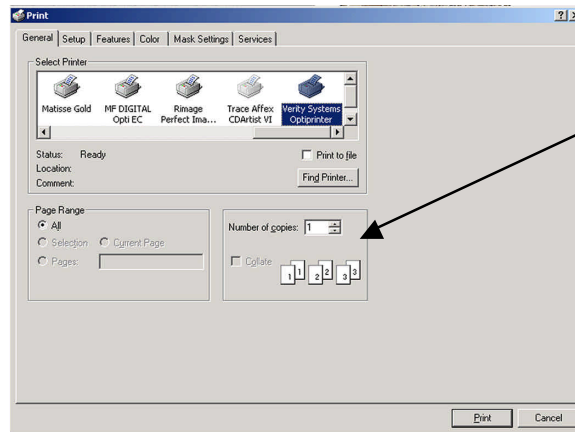 Print
General Setup Features Color Mask Settings Services
Select Printer
Matisse Gold MF DIGITAL Opti EC Rimage Perfect Ima... Trace Affex CDArtist VI Verity Systems Optiprinter
Status: Ready
Print to file
Location:
Comment:
Find Printer...
Page Range
All
Selection Current Page
Pages:
Number of copies: 1
Collate
1 1 2 2 3 3
Print Cancel